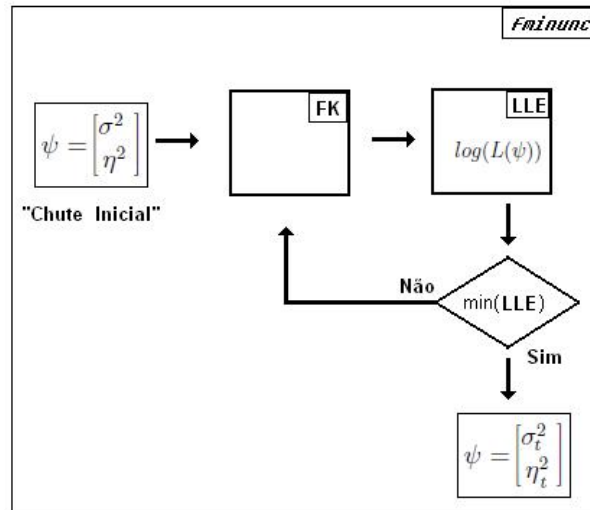 Fminunc
ψ = [σ² η²]
"Chute Inicial"
FK
LLE
log(L(ψ))
Não
min(LLE)
Sim
ψ = [σ²ₜ η²ₜ]